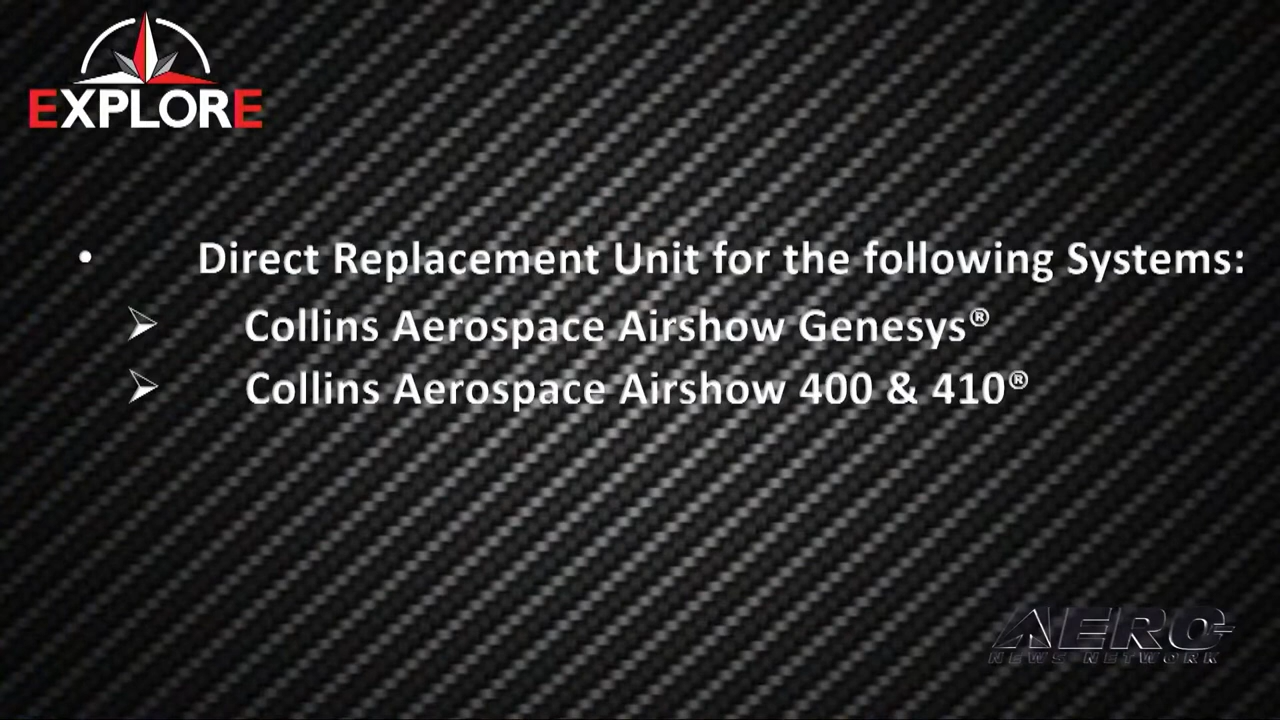 EXPLORE
• Direct Replacement Unit for the following Systems:
➢ Collins Aerospace Airshow Genesys®
➢ Collins Aerospace Airshow 400 & 410®
AERO
NEWS NETWORK